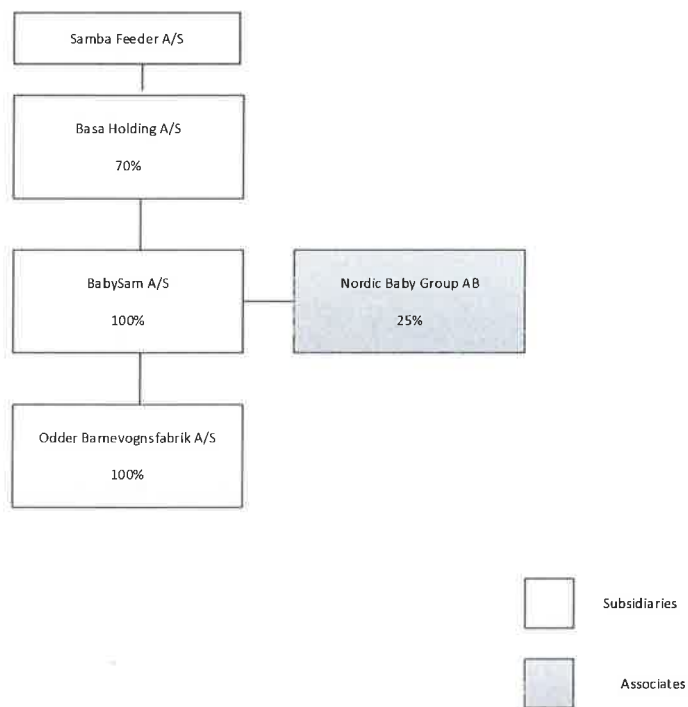 Samba Feeder A/S
Basa Holding A/S
70%
BabySam A/S
100%
Nordic Baby Group AB
25%
Odder Barnevognsfabrik A/S
100%
Subsidiaries
Associates